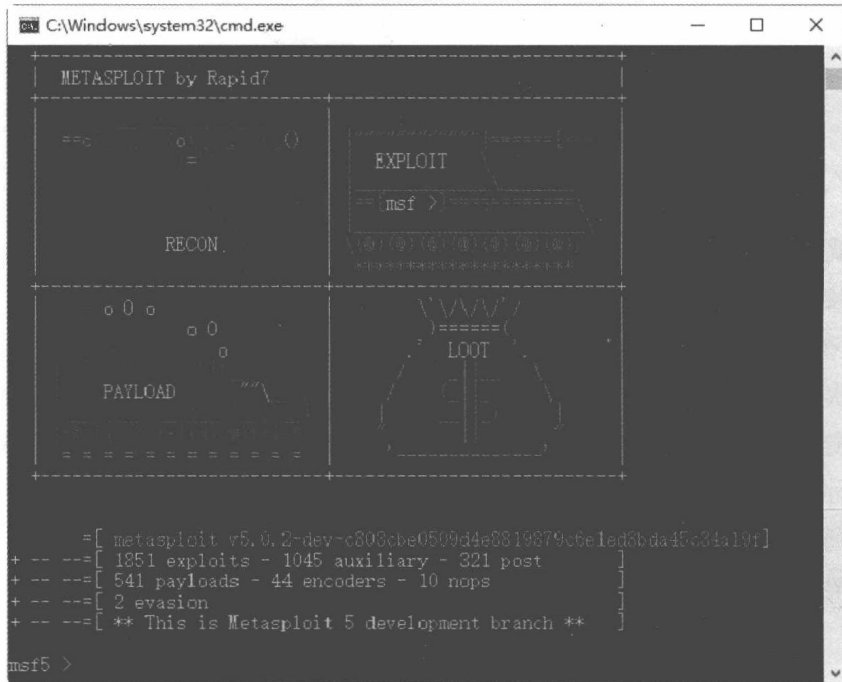 C:\Windows\system32\cmd.exe
METASPLOIT by Rapid7
EXPLOIT
msf >
RECON
PAYLOAD
LOOT
=[ metasploit v5.0.2-dev-
+ -- --=[ 1851 exploits - 1045 auxiliary - 321 post ]
+ -- --=[ 541 payloads - 44 encoders - 10 nops ]
+ -- --=[ 2 evasion ]
+ -- --=[ ** This is Metasploit 5 development branch ** ]
msf5 >